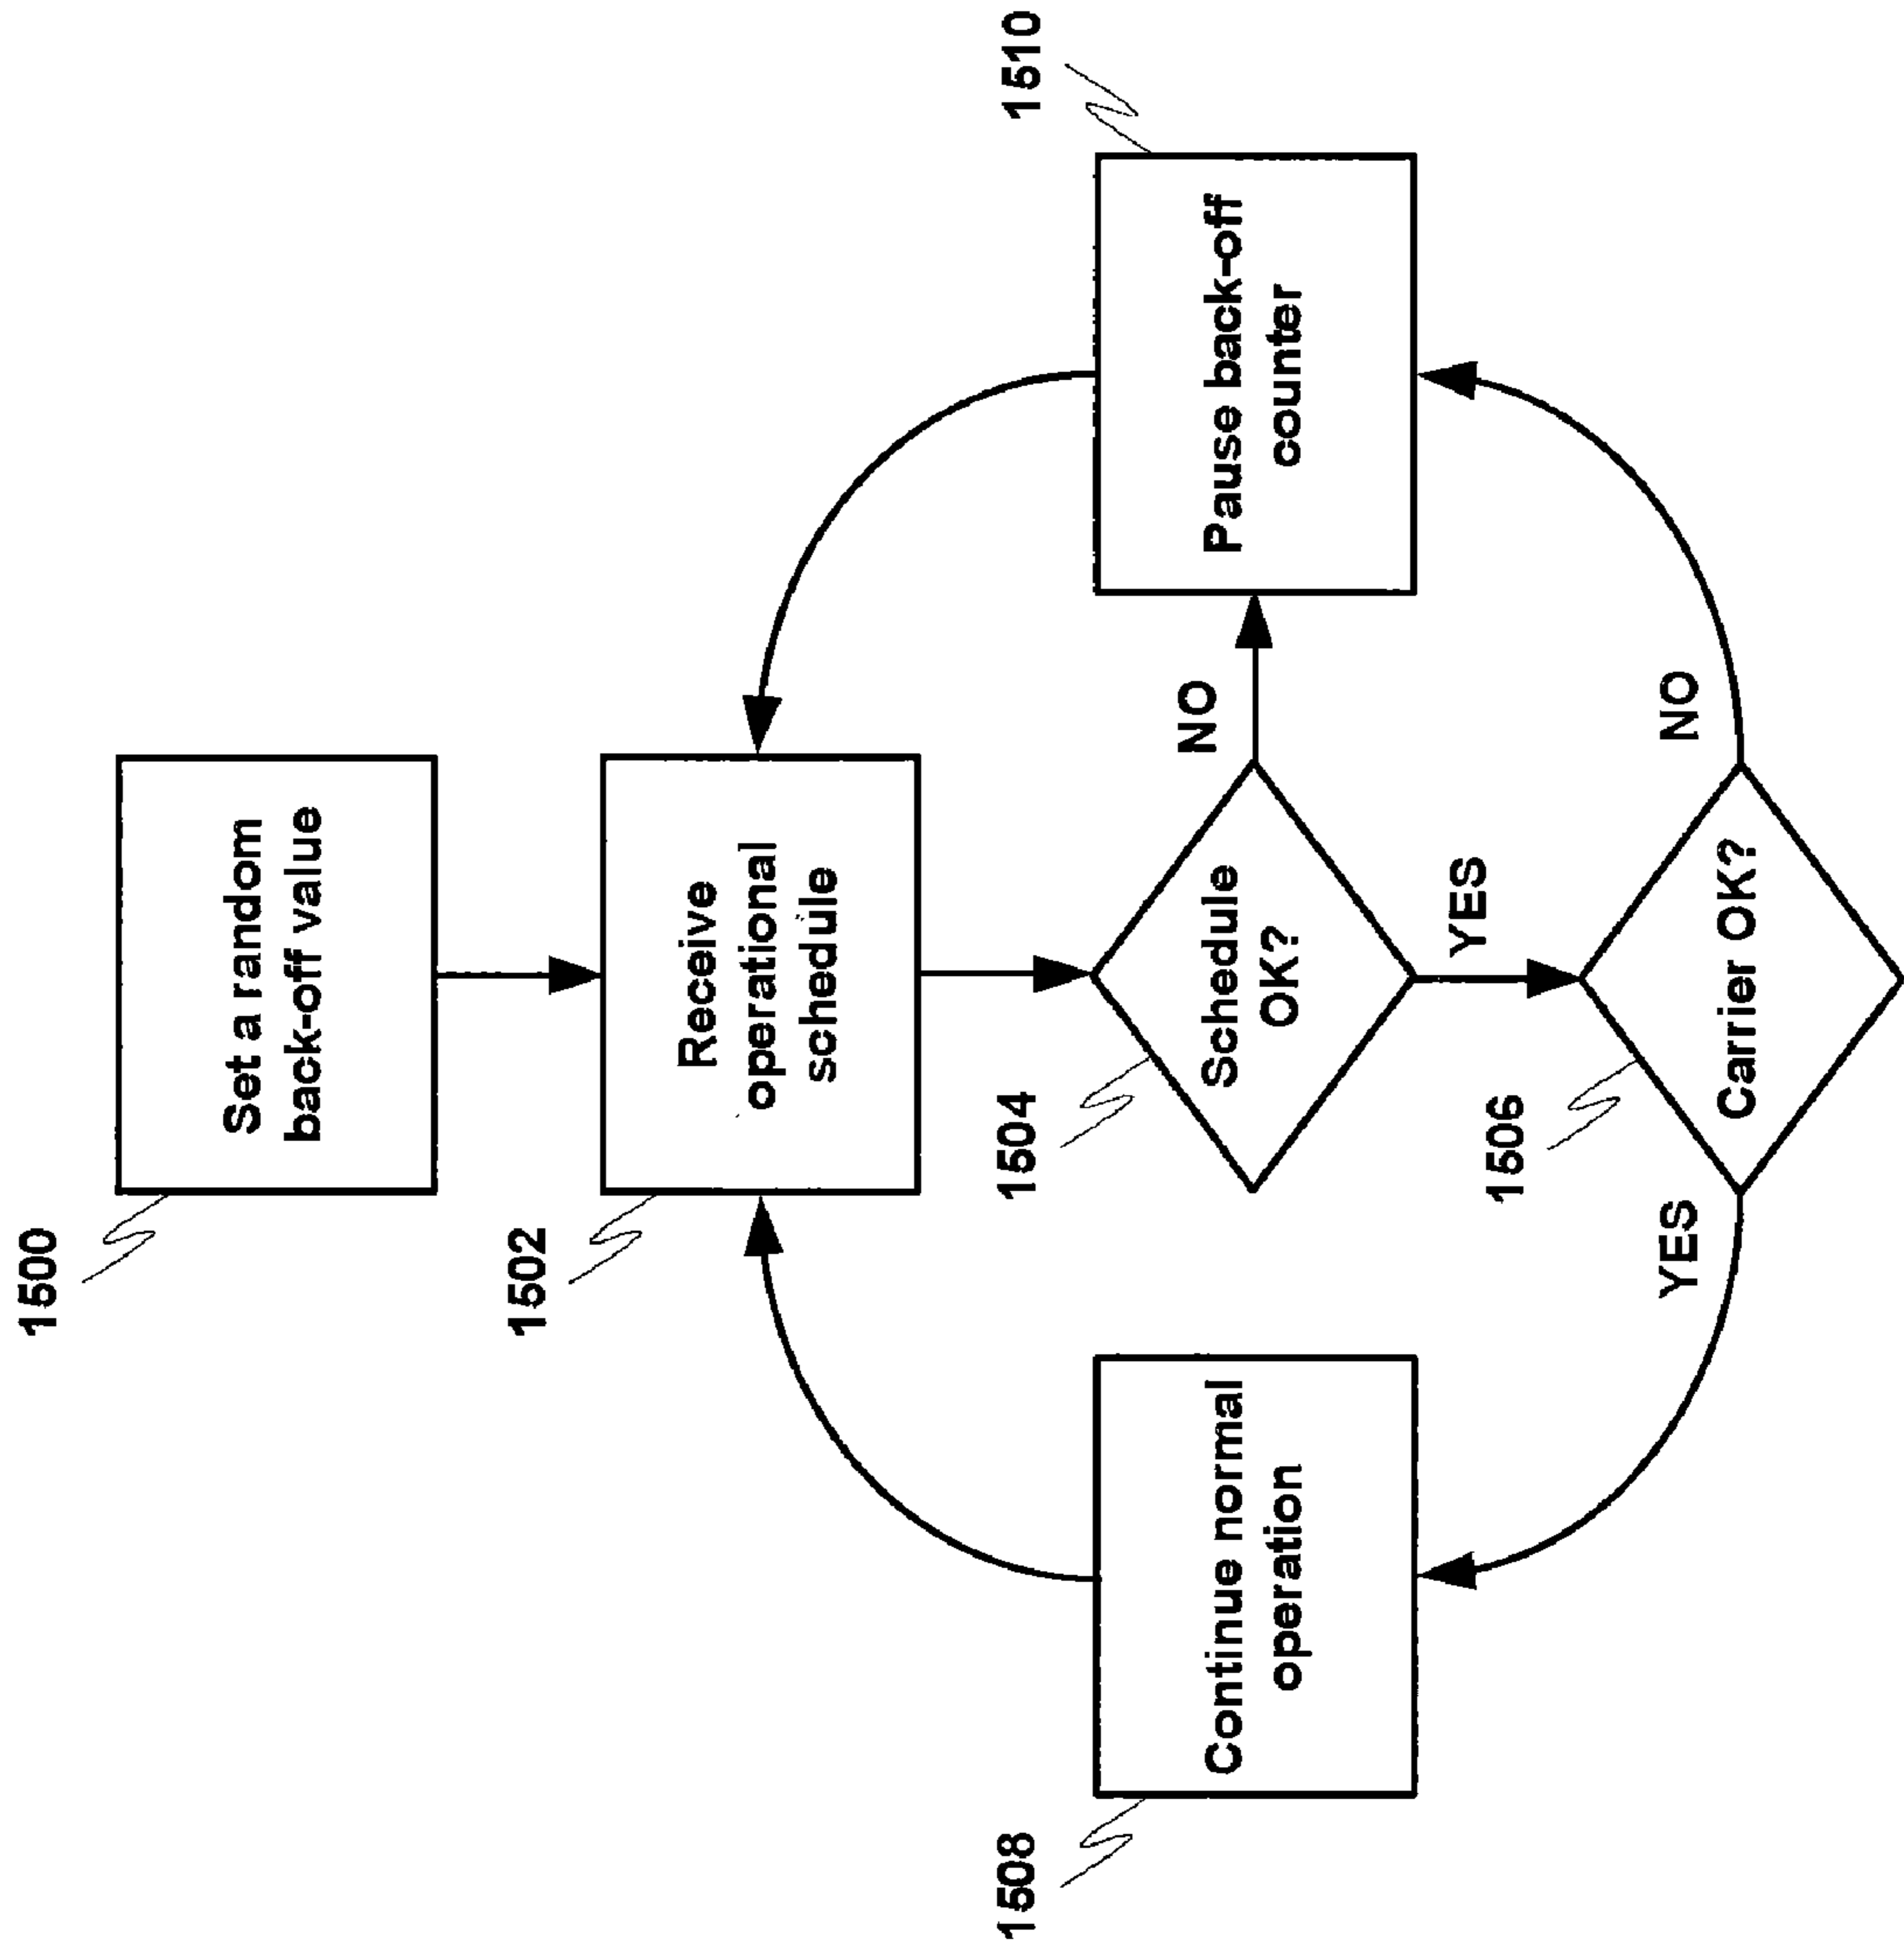 1500
Set a random
back-off value
1502
Receive
operational
schedule
1504
Schedule
OK?
NO
YES
1510
Pause back-off
counter
1506
Carrier OK?
NO
YES
1508
Continue normal
operation